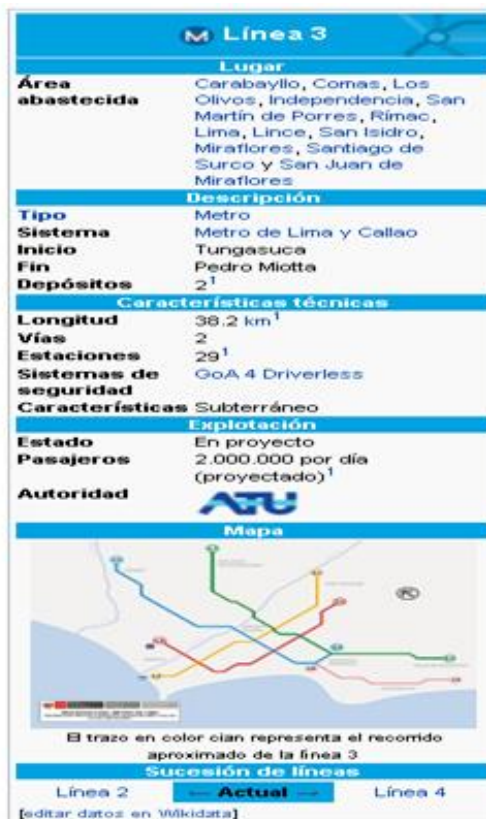 Línea 3
Lugar
Área abastecida
Carabayllo, Comas, Los
Olivos, Independencia, San
Martín de Porres, Rímac,
Lima, Lince, San Isidro,
Miraflores, Santiago de
Surco y San Juan de
Miraflores
Descripción
Tipo Metro
Sistema Metro de Lima y Callao
Inicio Tungasuca
Fin Pedro Miotta
Depósitos 2¹
Características técnicas
Longitud 38.2 km¹
Vías 2
Estaciones 29¹
Sistemas de seguridad GoA 4 Driverless
Características Subterráneo
Explotación
Estado En proyecto
Pasajeros 2.000.000 por día
(proyectado)¹
Autoridad ATU
Mapa
El trazo en color cian representa el recorrido
aproximado de la línea 3
Sucesión de líneas
Línea 2 ← Actual → Línea 4
[editar datos en Wikidata]